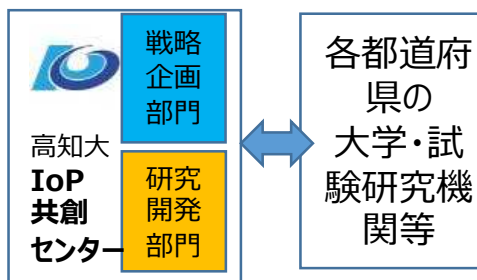 戦略
企画
部門
高知大
IoP
共創
センター
研究
開発
部門
各都道府
県の
大学・試
験研究機
関等